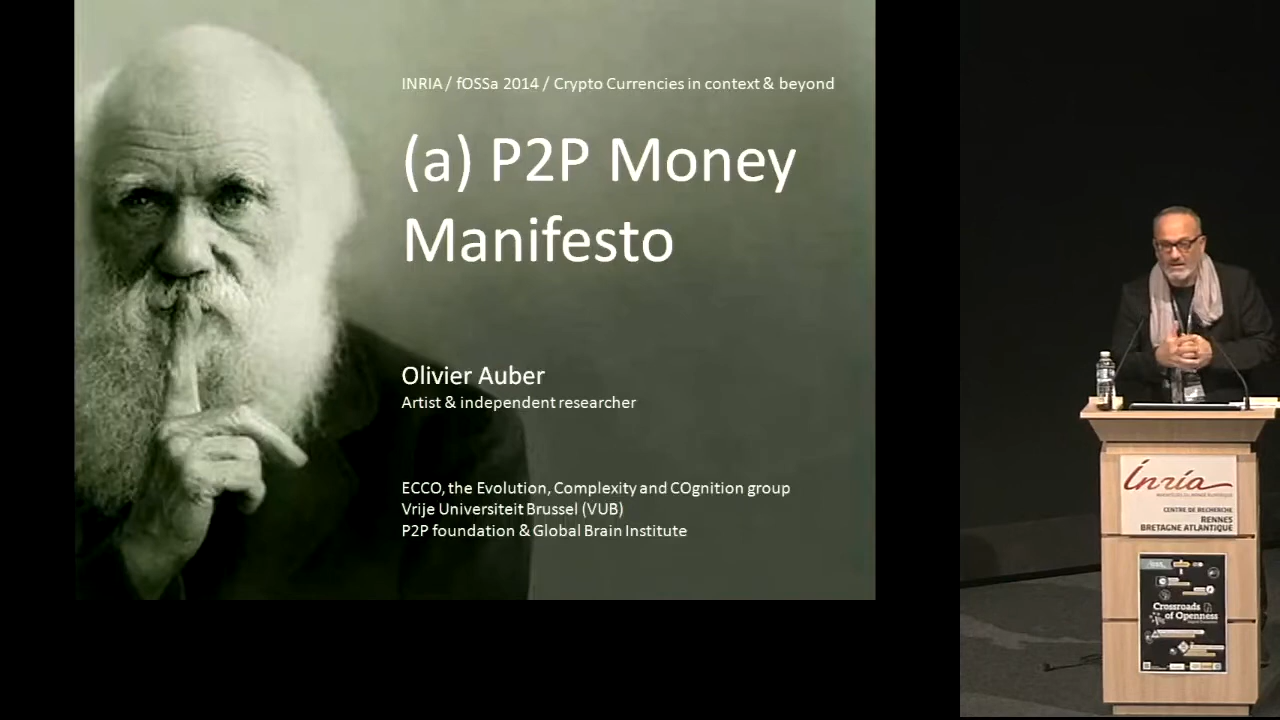 INRIA / fOSSa 2014 / Crypto Currencies in context & beyond
(a) P2P Money
Manifesto
Olivier Auber
Artist & independent researcher
ECCO, the Evolution, Complexity and COgnition group
Vrije Universiteit Brussel (VUB)
P2P foundation & Global Brain Institute
Inria
CENTRE DE RECHERCHE
RENNES
BRETAGNE ATLANTIQUE
Crossroads
of Openness